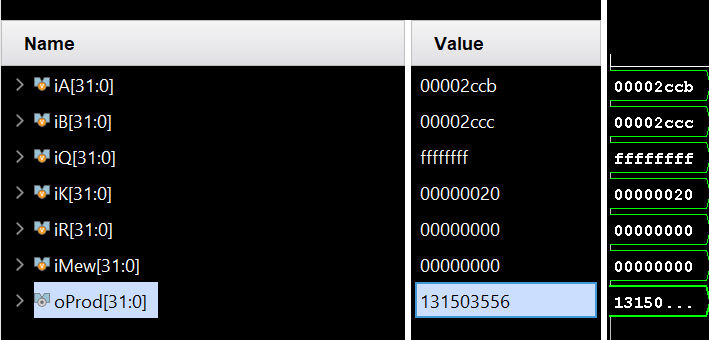 Name Value
iA[31:0] 00002ccb 00002ccb
iB[31:0] 00002ccc 00002ccc
iQ[31:0] ffffffff ffffffff
iK[31:0] 00000020 00000020
iR[31:0] 00000000 00000000
iMew[31:0] 00000000 00000000
oProd[31:0] 131503556 13150...